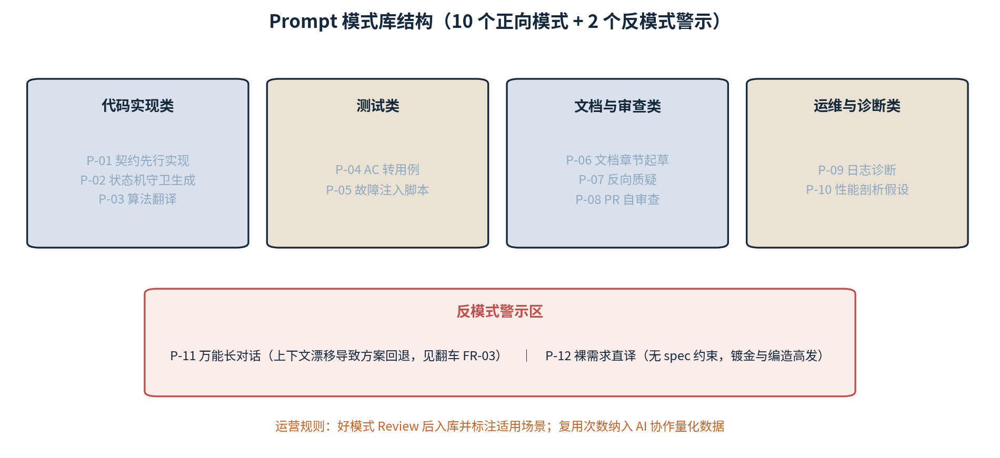 Prompt 模式库结构（10 个正向模式 + 2 个反模式警示）
代码实现类
P-01 契约先行实现
P-02 状态机守卫生成
P-03 算法翻译
测试类
P-04 AC 转用例
P-05 故障注入脚本
文档与审查类
P-06 文档章节起草
P-07 反向质疑
P-08 PR 自审查
运维与诊断类
P-09 日志诊断
P-10 性能剖析假设
反模式警示区
P-11 万能长对话（上下文漂移导致方案回退，见翻车 FR-03） ｜ P-12 裸需求直译（无 spec 约束，镀金与编造高发）
运营规则：好模式 Review 后入库并标注适用场景；复用次数纳入 AI 协作量化数据